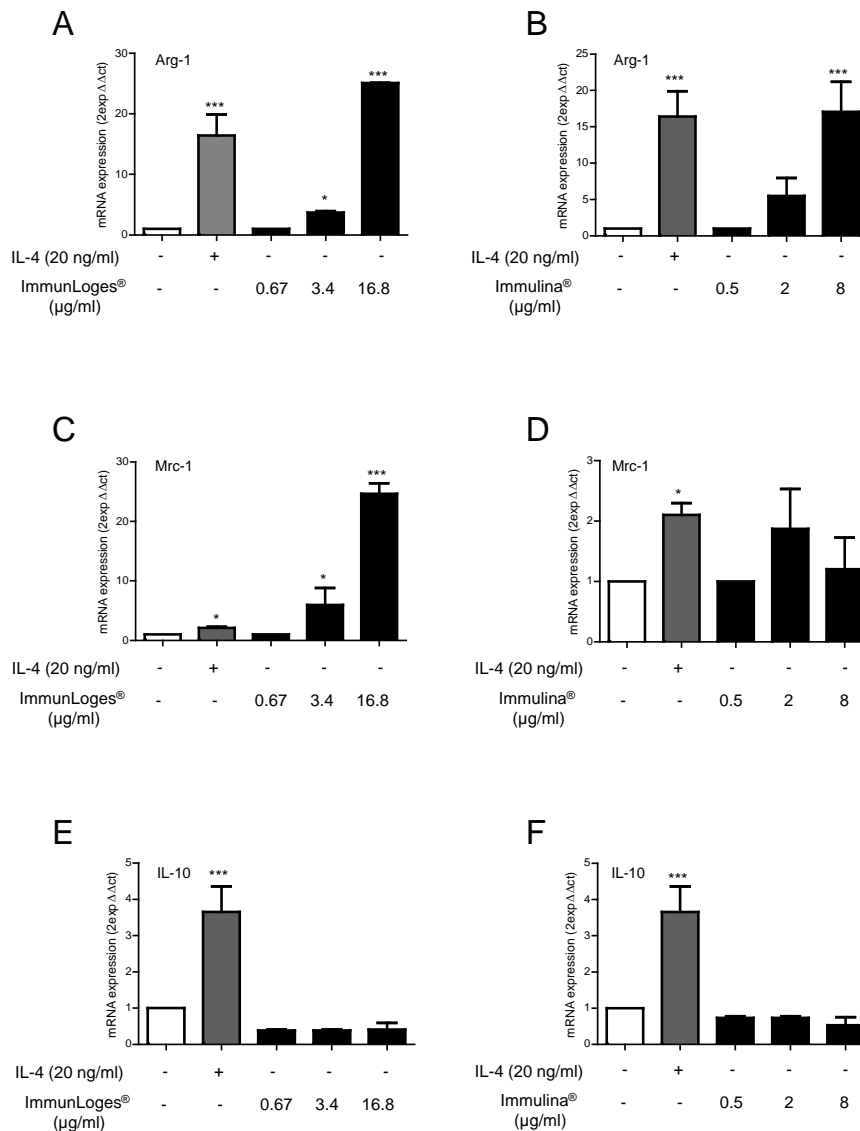 A
Arg-1
mRNA expression (2exp ΔΔct)
30
20
10
0
***
*
***
IL-4 (20 ng/ml) - + - - -
ImmunLoges® - - 0.67 3.4 16.8
(µg/ml)
B
Arg-1
mRNA expression (2exp ΔΔct)
25
20
15
10
5
0
***
***
IL-4 (20 ng/ml) - + - - -
Immulina® - - 0.5 2 8
(µg/ml)
C
Mrc-1
mRNA expression (2exp ΔΔct)
30
20
10
0
*
*
***
IL-4 (20 ng/ml) - + - - -
ImmunLoges® - - 0.67 3.4 16.8
(µg/ml)
D
Mrc-1
mRNA expression (2exp ΔΔct)
3
2
1
0
*
IL-4 (20 ng/ml) - + - - -
Immulina® - - 0.5 2 8
(µg/ml)
E
IL-10
mRNA expression (2exp ΔΔct)
5
4
3
2
1
0
***
IL-4 (20 ng/ml) - + - - -
ImmunLoges® - - 0.67 3.4 16.8
(µg/ml)
F
IL-10
mRNA expression (2exp ΔΔct)
5
4
3
2
1
0
***
IL-4 (20 ng/ml) - + - - -
Immulina® - - 0.5 2 8
(µg/ml)